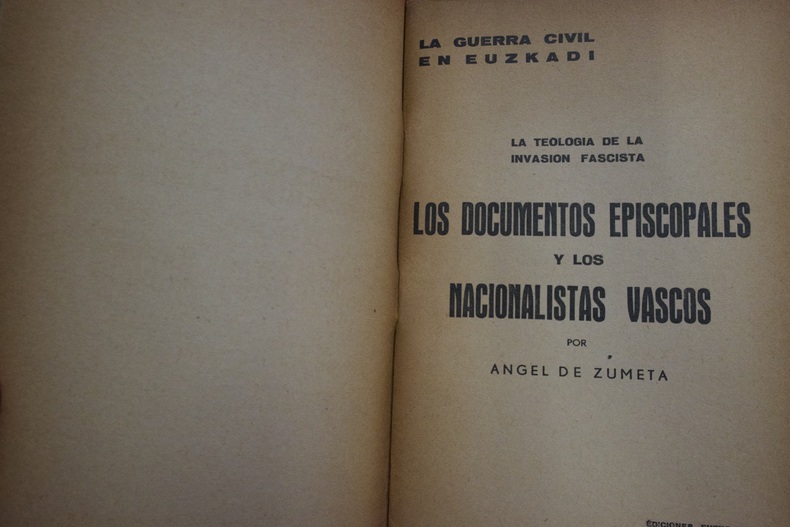 LA GUERRA CIVIL
EN EUZKADI
LA TEOLOGIA DE LA
INVASION FASCISTA
LOS DOCUMENTOS EPISCOPALES
Y LOS
NACIONALISTAS VASCOS
POR
ANGEL DE ZUMETA
EDICIONES